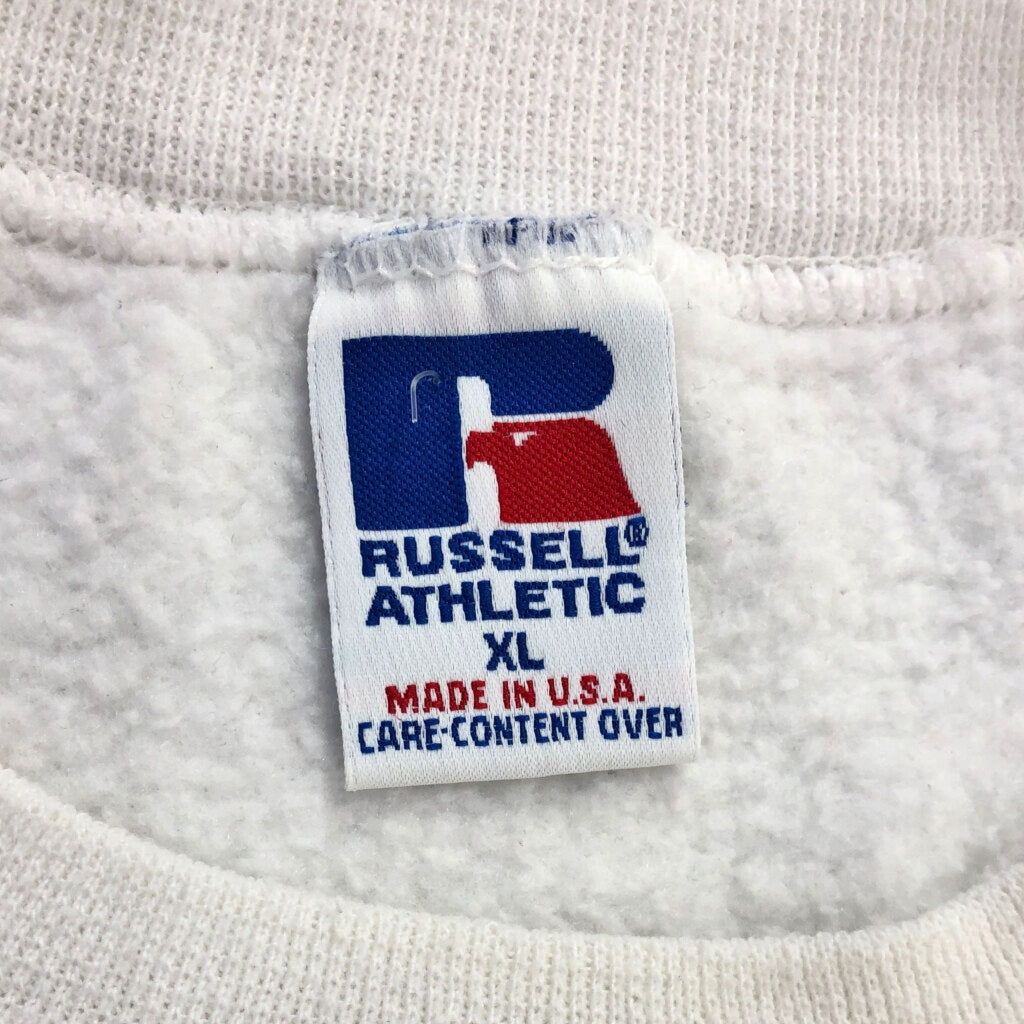 RUSSELL®
ATHLETIC
XL
MADE IN U.S.A.
CARE-CONTENT OVER